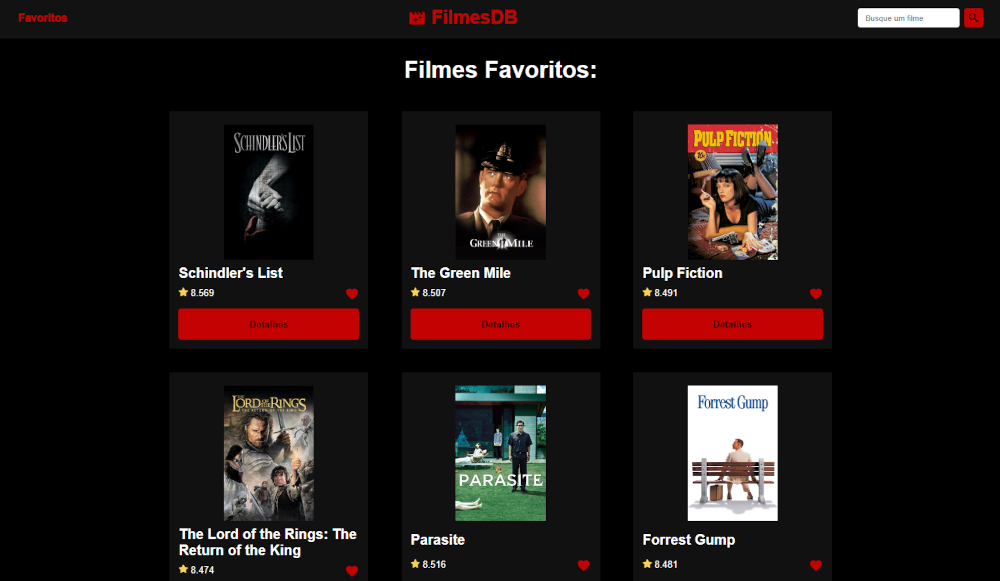 Favoritos
FilmesDB
Busque um filme
Filmes Favoritos:
SCHINDLER'S LIST
THE GREEN MILE
PULP FICTION
10¢
Schindler's List
The Green Mile
Pulp Fiction
8.569
8.507
8.491
Detalhes
Detalhes
Detalhes
THE LORD OF THE RINGS
THE RETURN OF THE KING
PARASITE
Forrest Gump
The Lord of the Rings: The
Return of the King
Parasite
Forrest Gump
8.474
8.516
8.481